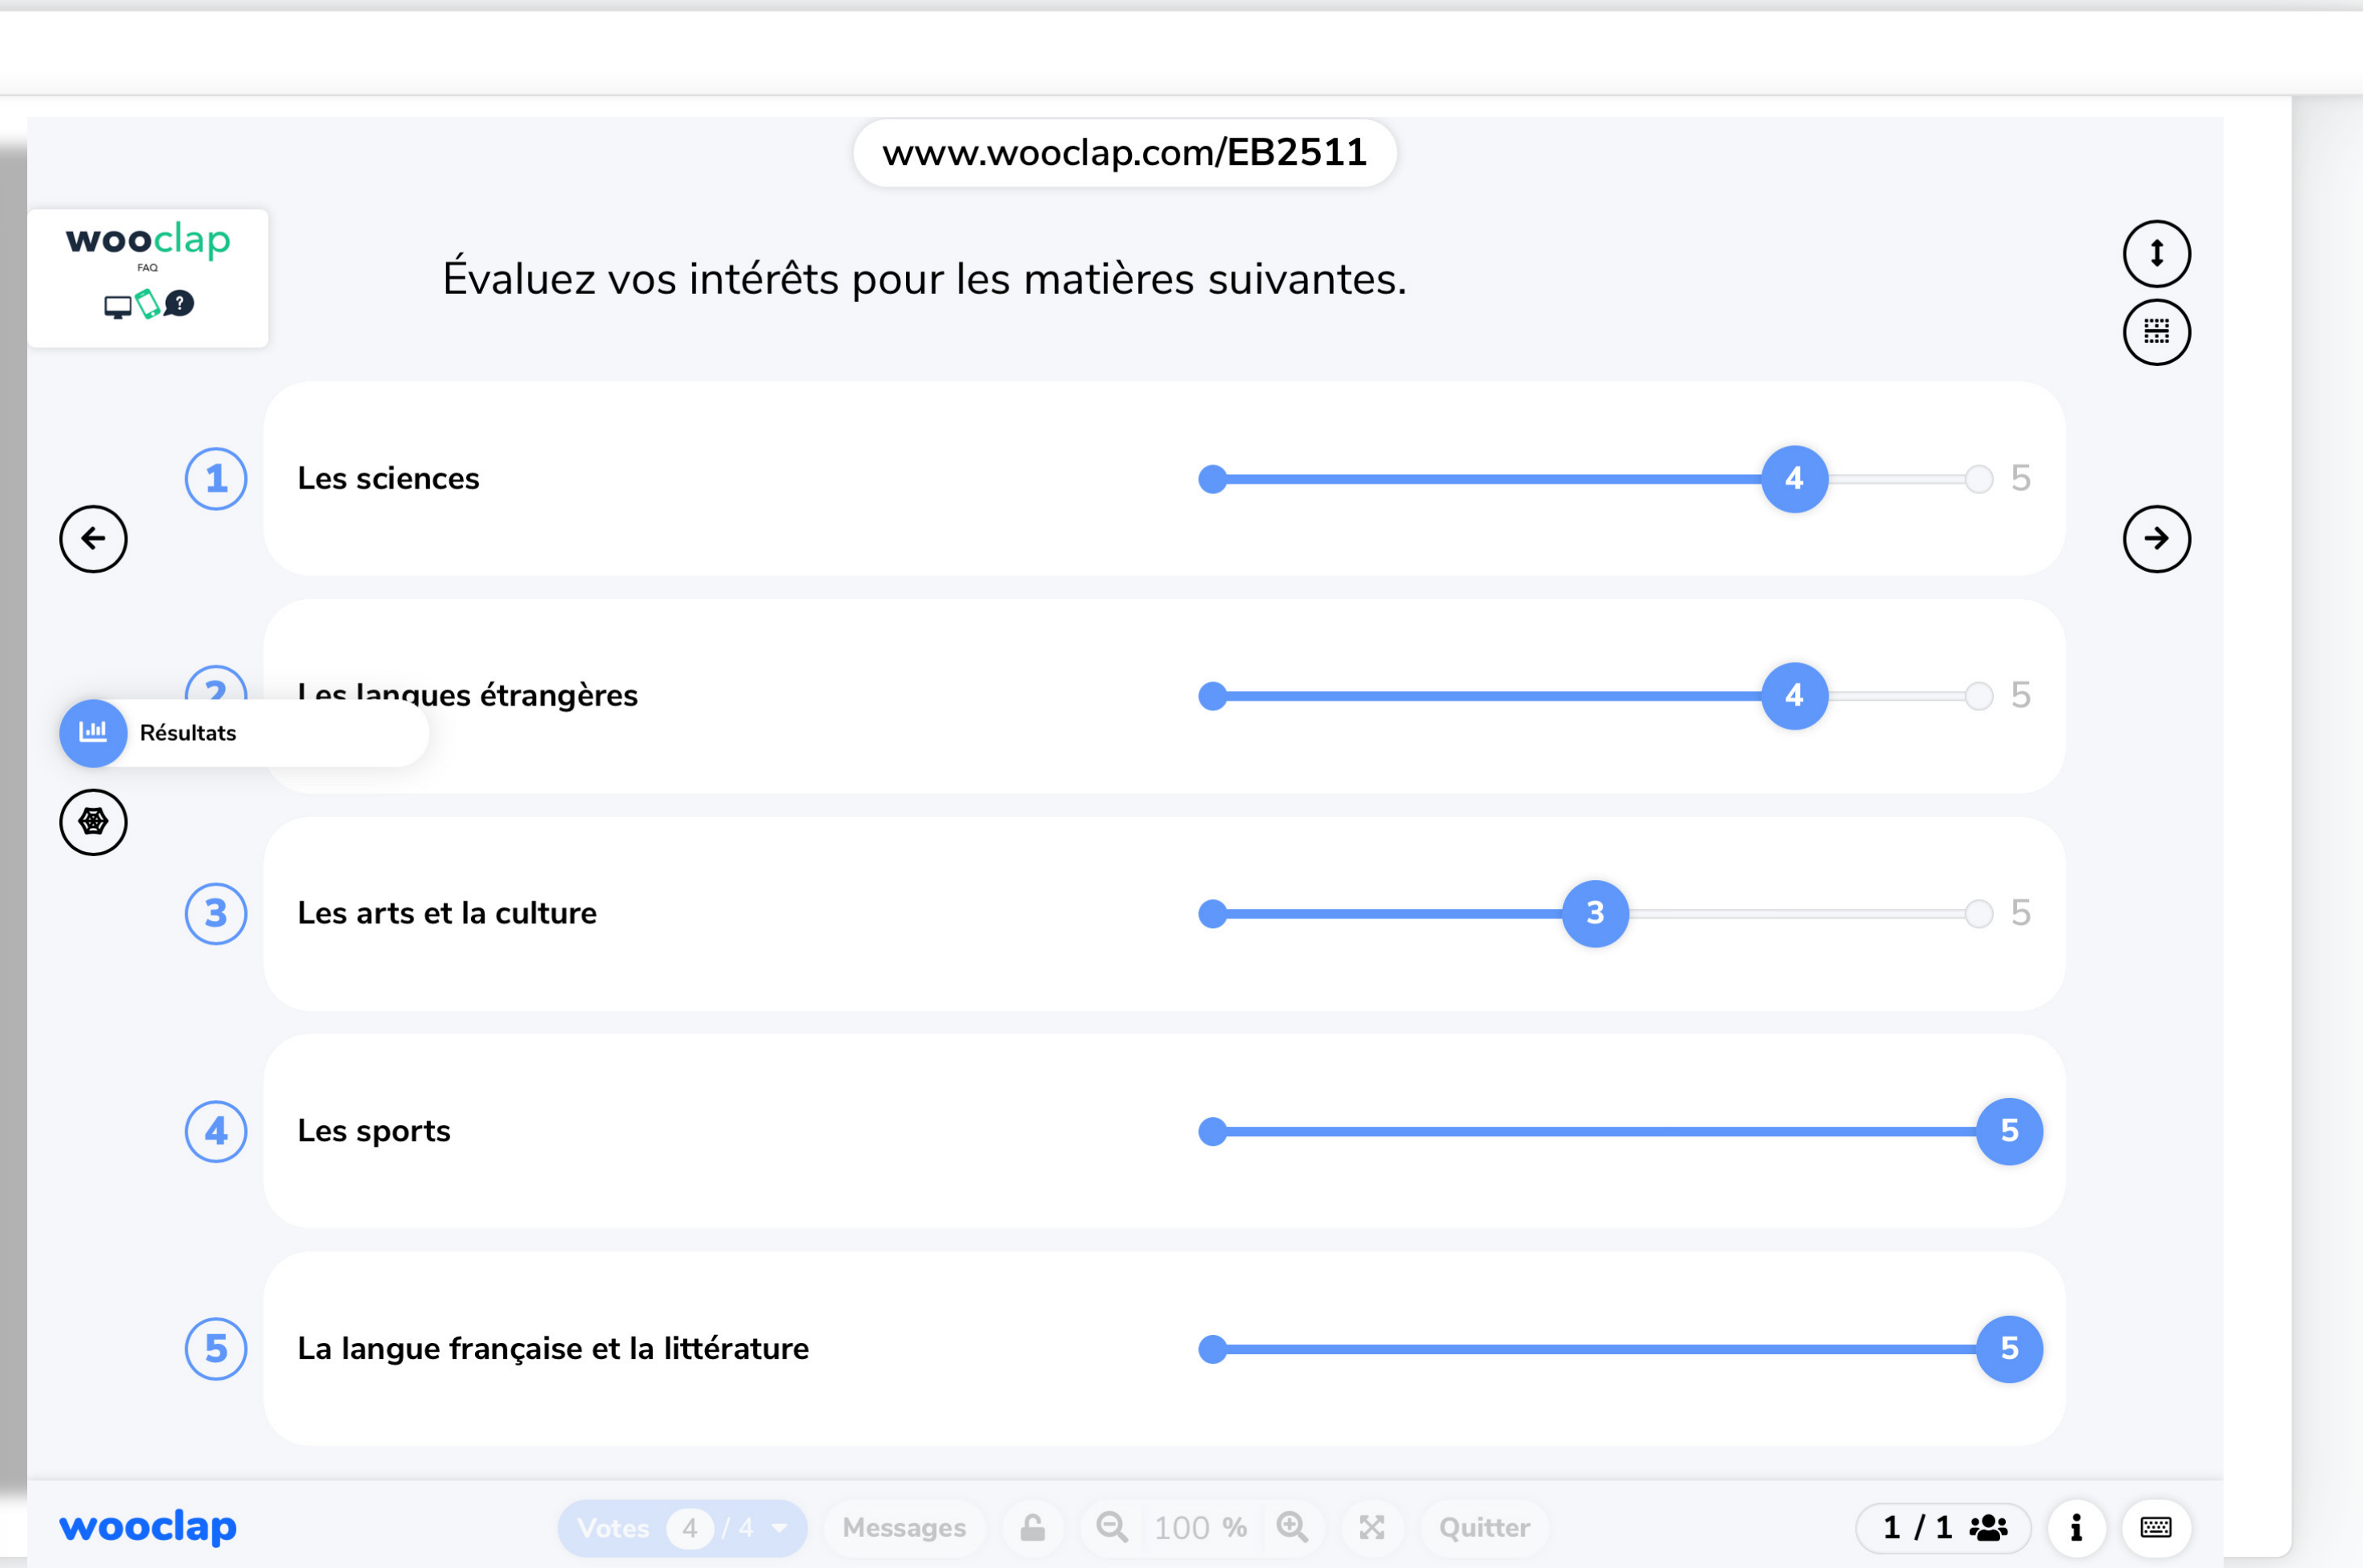 www.wooclap.com/EB2511
wooclap
FAQ
?
Évaluez vos intérêts pour les matières suivantes.
1 Les sciences 4 5
2 Les langues étrangères 4 5
Résultats
3 Les arts et la culture 3 5
4 Les sports 5
5 La langue française et la littérature 5
wooclap Votes 4 / 4 Messages 100 % Quitter 1 / 1 i